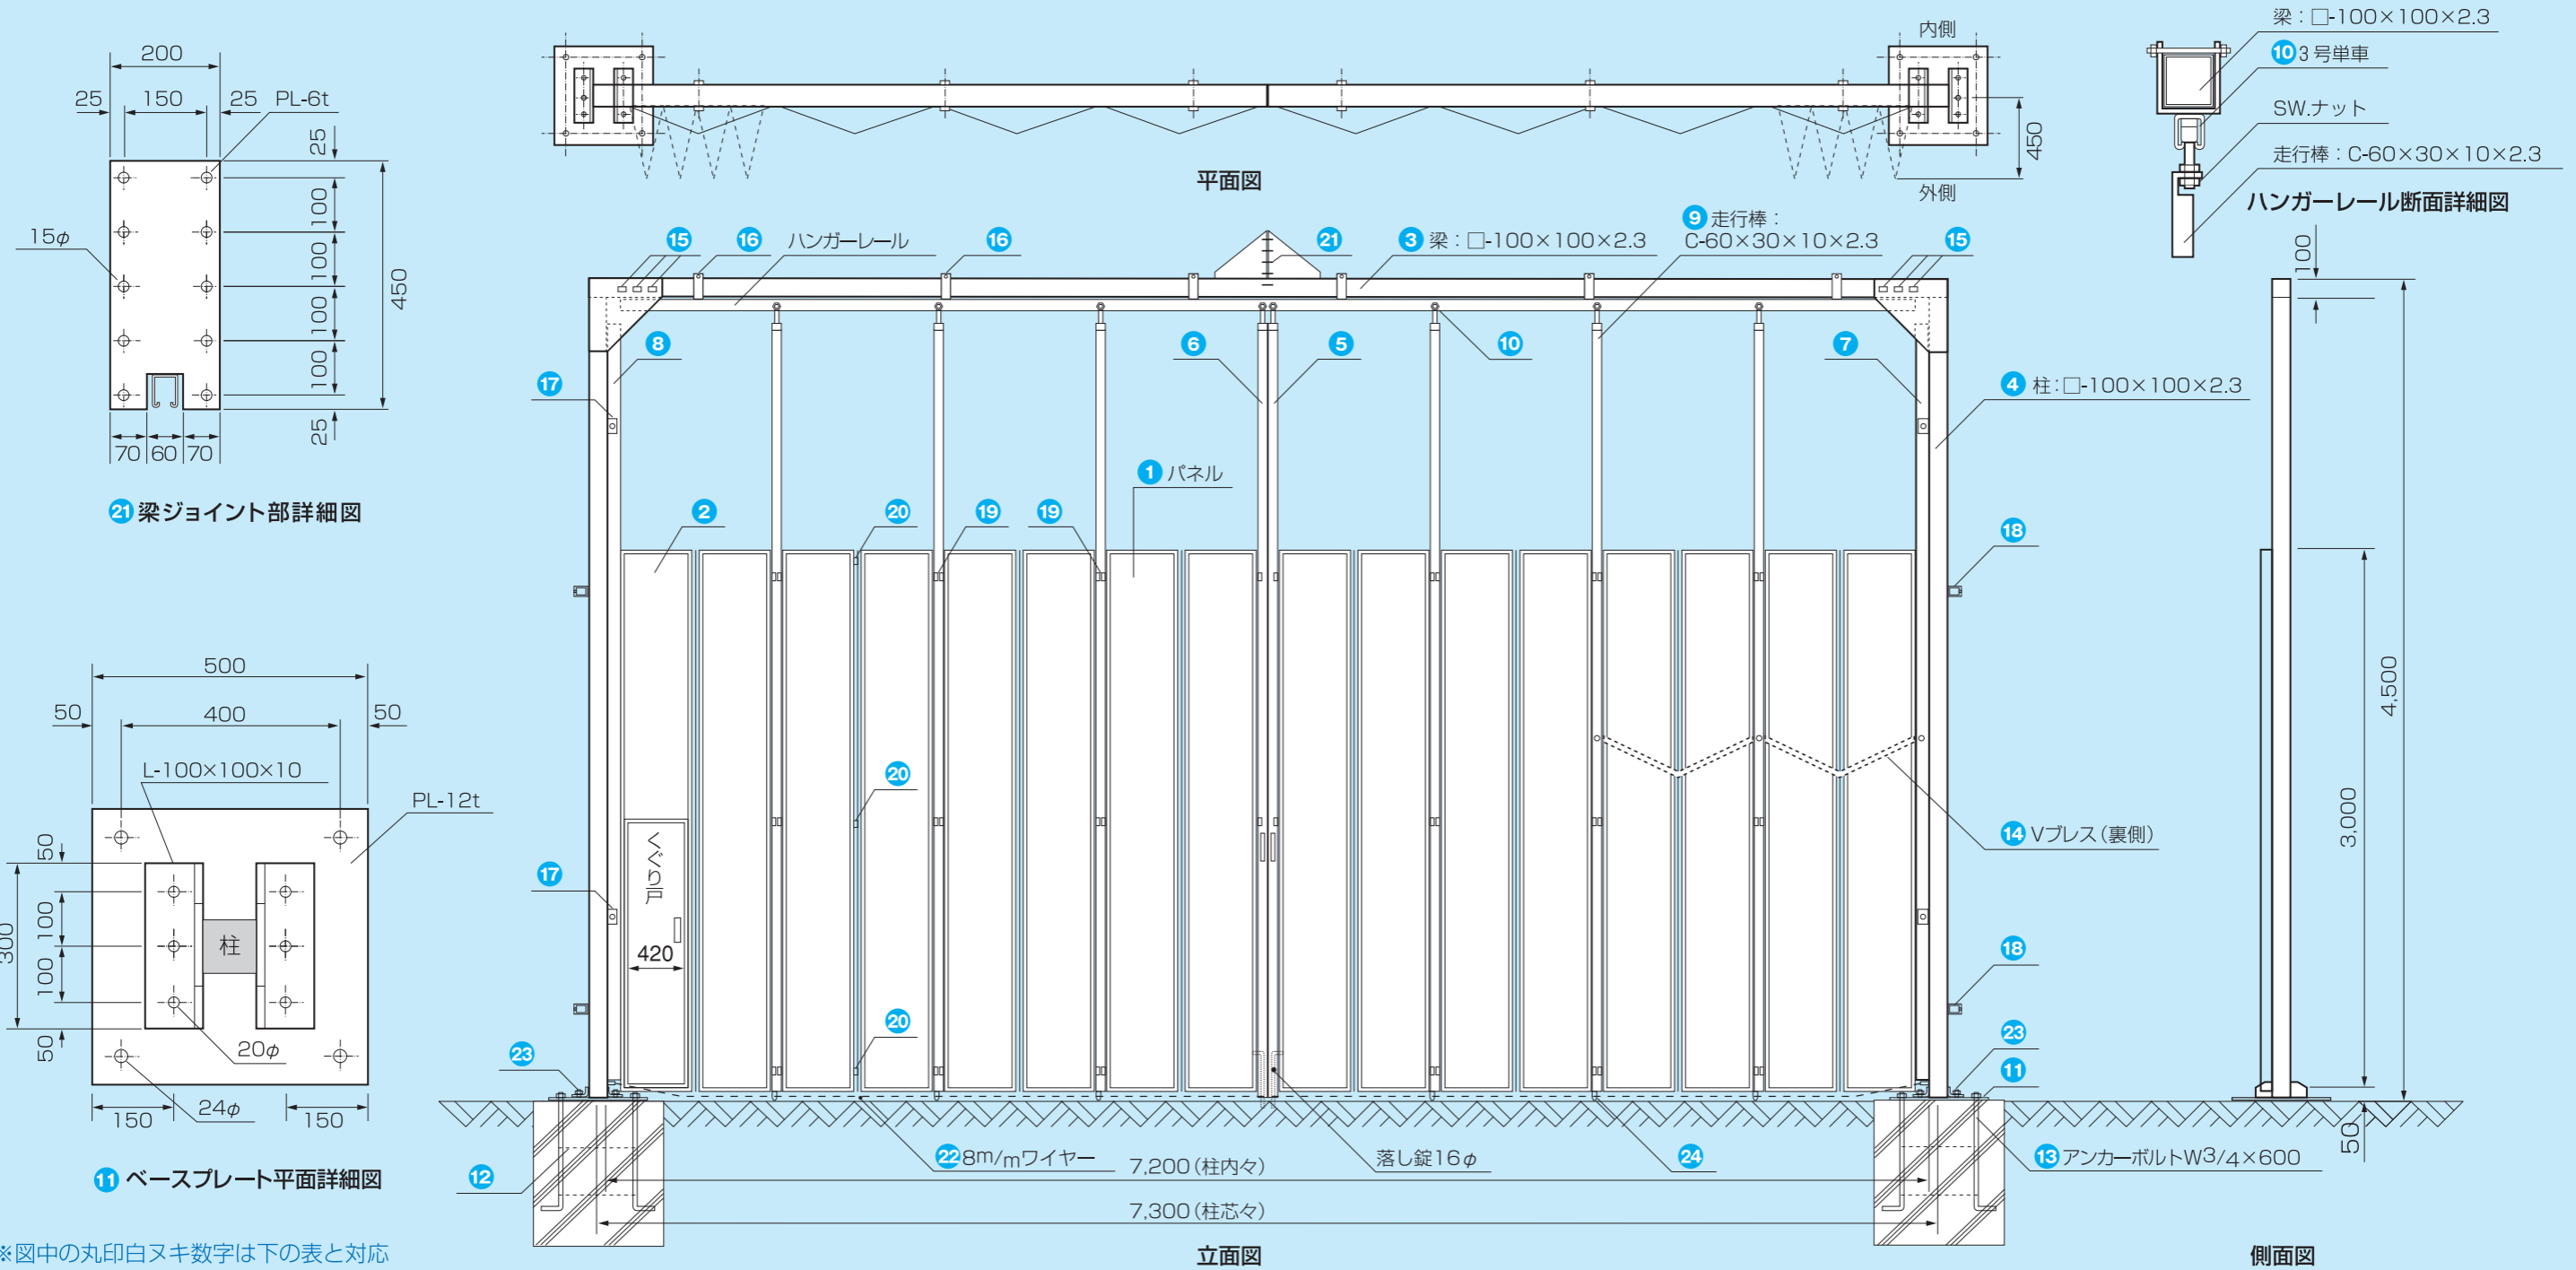 200
25
150
25
PL-6t
25
100
100
100
100
25
450
15φ
70
60
70
21 梁ジョイント部詳細図
内側
450
平面図
外側
梁：□-100×100×2.3
10 3号単車
SW.ナット
走行棒：C-60×30×10×2.3
ハンガーレール断面詳細図
15
16
ハンガーレール
16
21
3 梁：□-100×100×2.3
9 走行棒：
C-60×30×10×2.3
15
8
6
5
10
7
17
4 柱：□-100×100×2.3
1 パネル
2
20
19
19
18
20
14 Vブレス（裏側）
17
くぐり戸
420
18
20
23
23
11
12
22 8m/mワイヤー
落し錠16φ
24
13 アンカーボルトW3/4×600
7,200（柱内々）
7,300（柱芯々）
立面図
100
4,500
3,000
50
側面図
500
50
400
50
L-100×100×10
PL-12t
50
300
100
100
50
柱
20φ
24φ
150
150
11 ベースプレート平面詳細図
※図中の丸印白ヌキ数字は下の表と対応